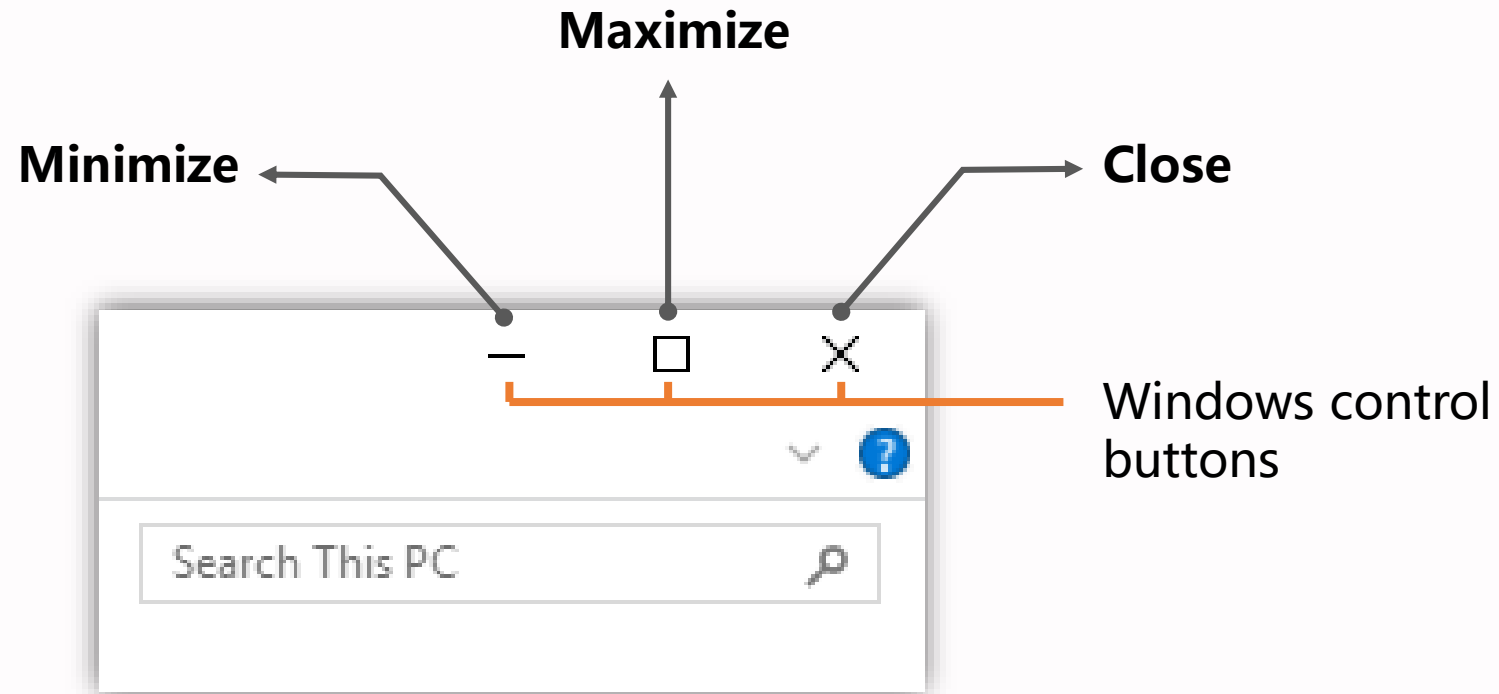 Maximize
Minimize
Close
Windows control
buttons
?
Search This PC